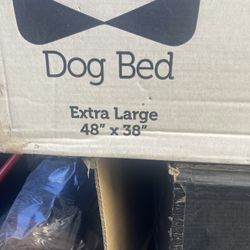 Dog Bed
Extra Large
48" x 38"